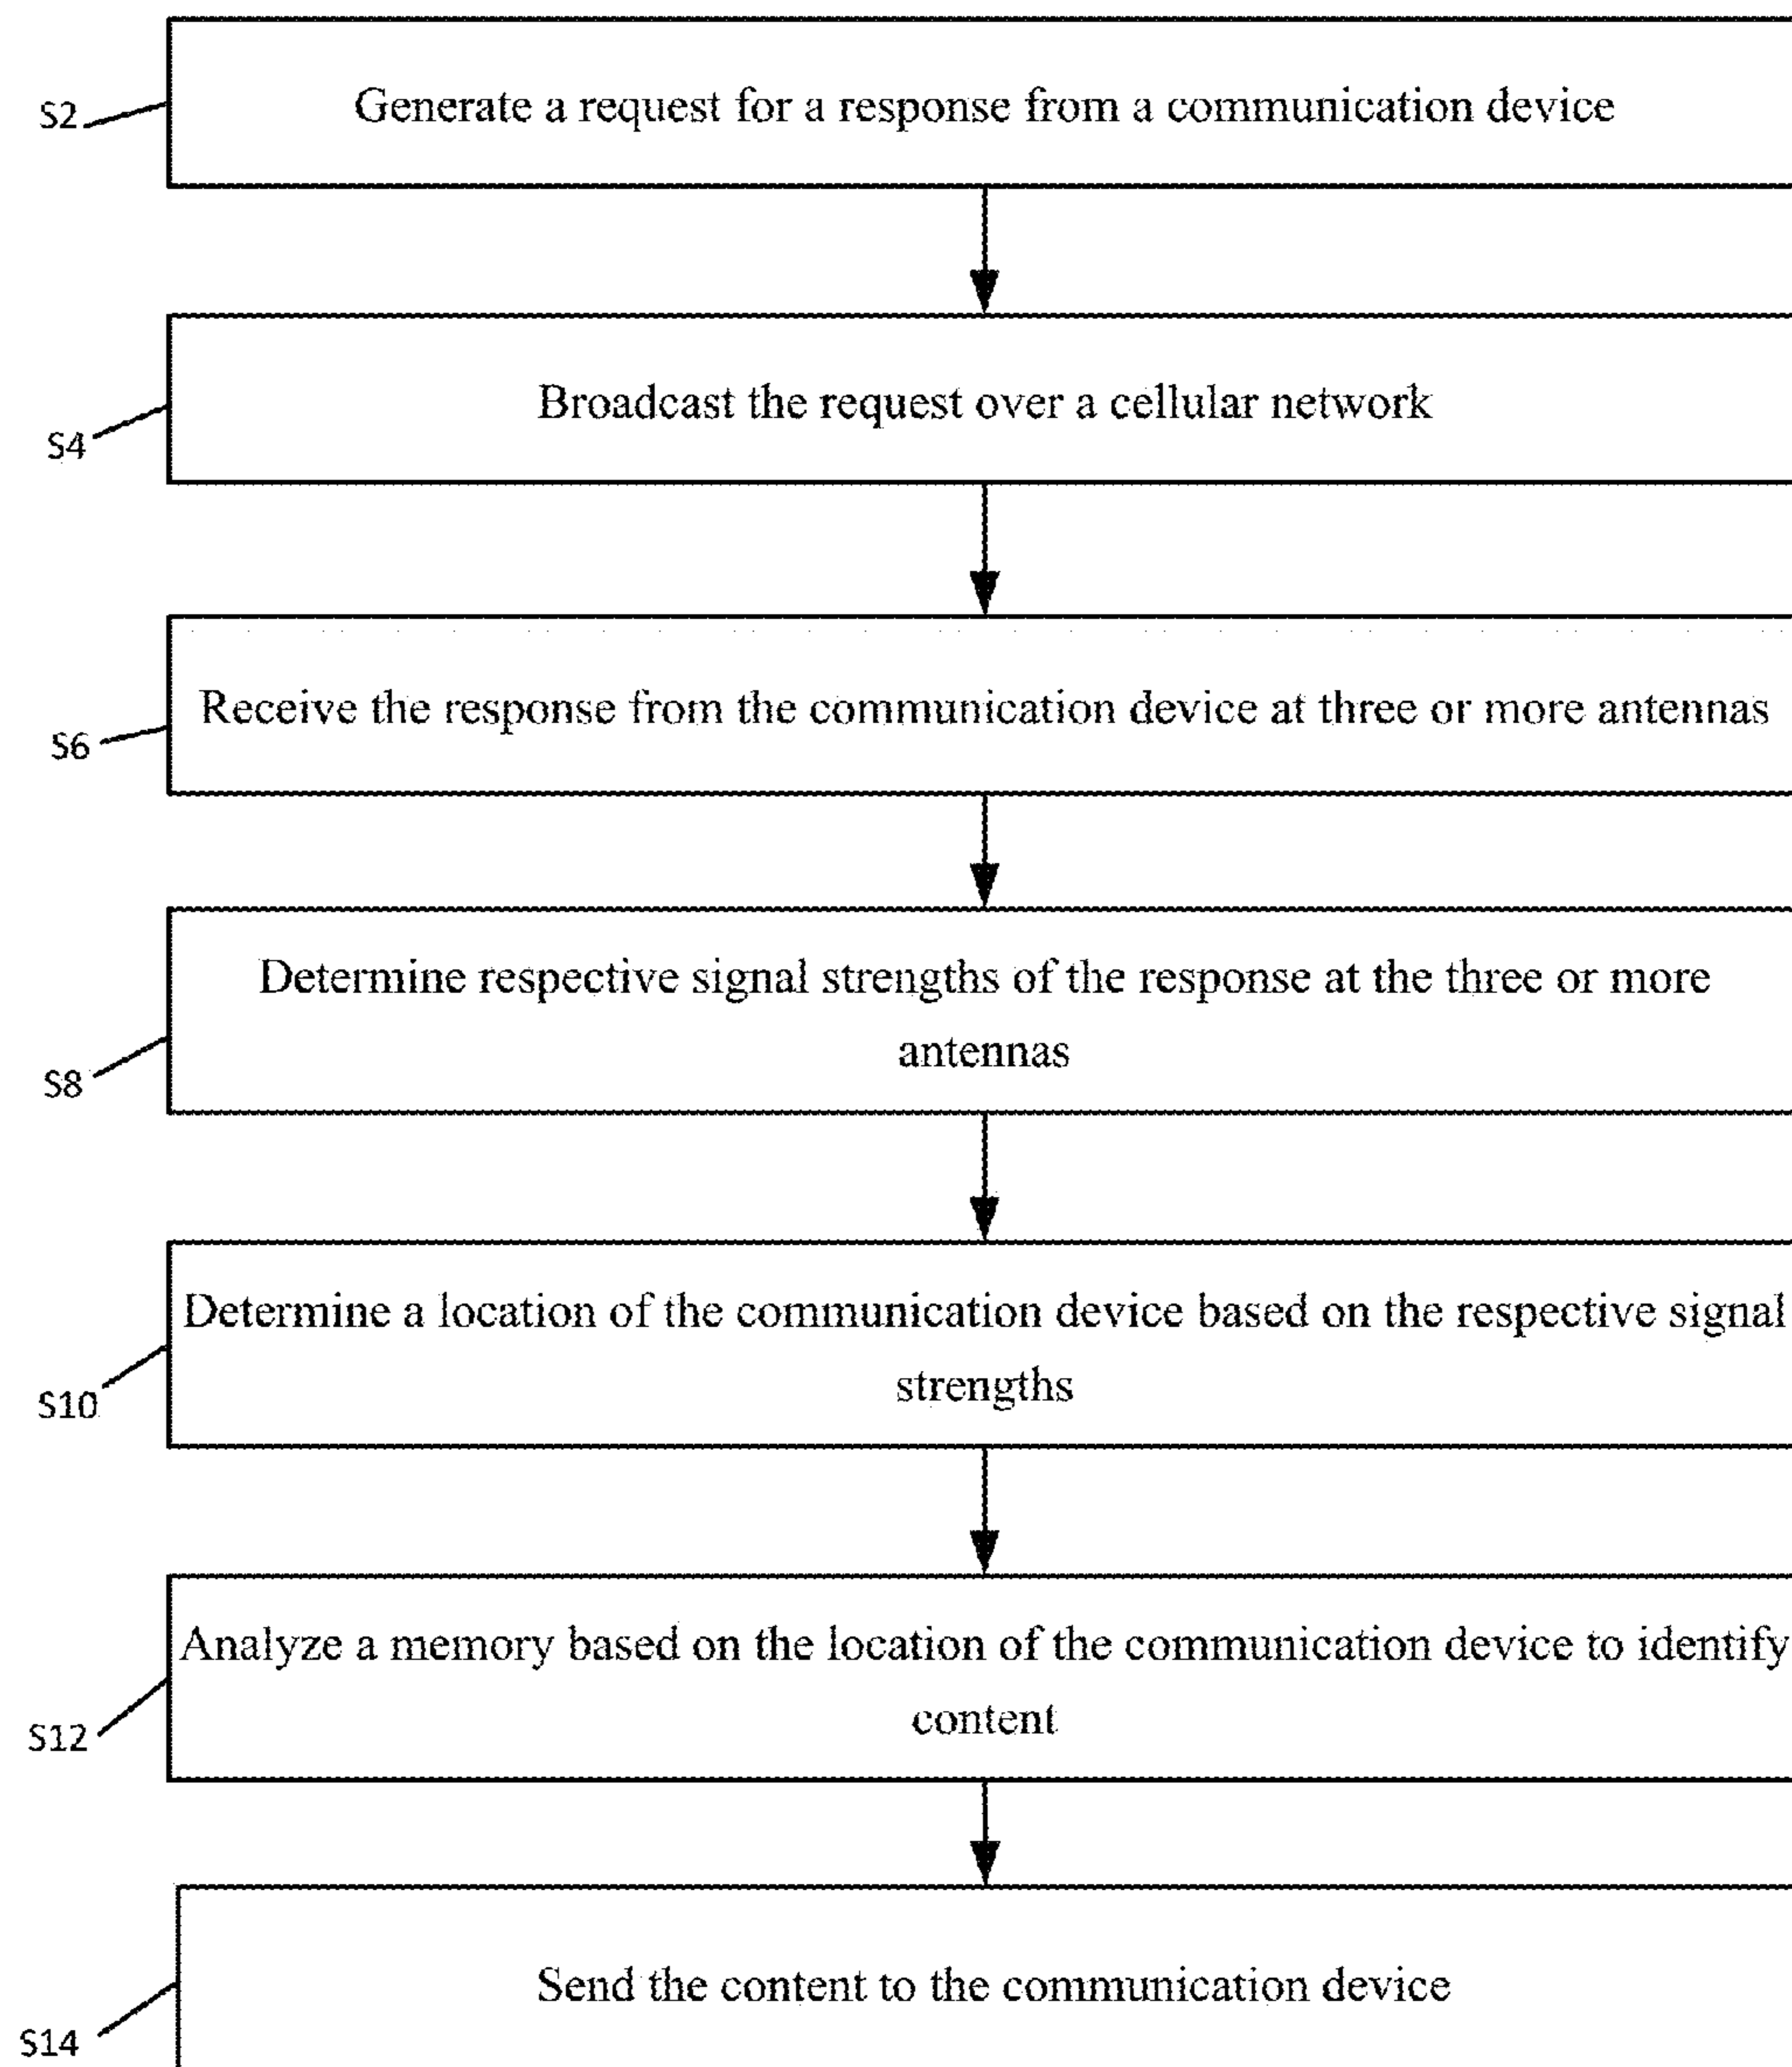 S2
Generate a request for a response from a communication device
S4
Broadcast the request over a cellular network
S6
Receive the response from the communication device at three or more antennas
S8
Determine respective signal strengths of the response at the three or more
antennas
S10
Determine a location of the communication device based on the respective signal
strengths
S12
Analyze a memory based on the location of the communication device to identify
content
S14
Send the content to the communication device